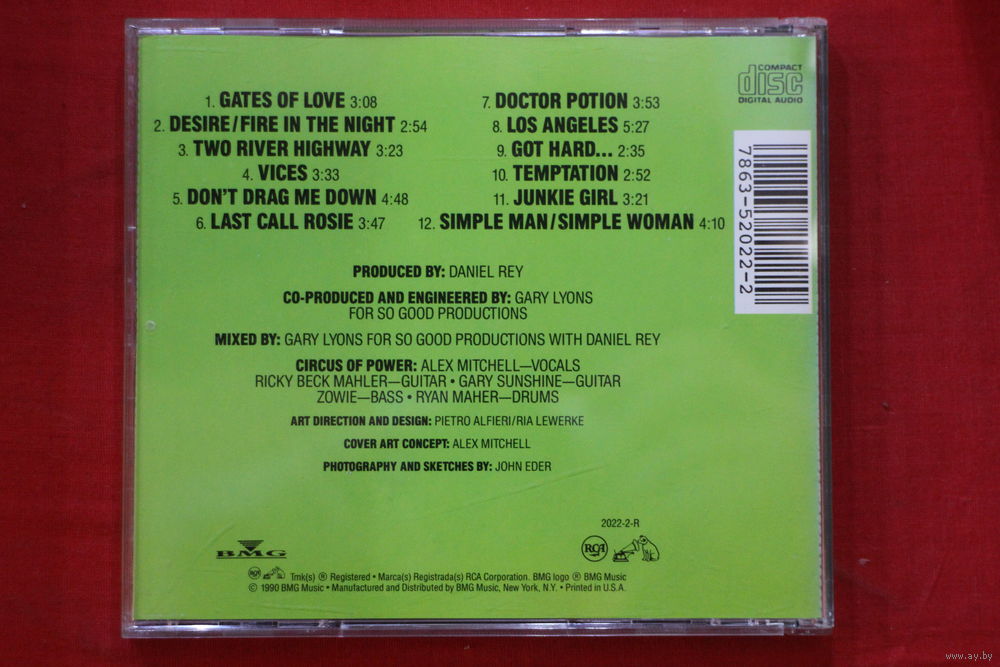 COMPACT
disc
DIGITAL AUDIO
1. GATES OF LOVE 3:08
2. DESIRE/FIRE IN THE NIGHT 2:54
3. TWO RIVER HIGHWAY 3:23
4. VICES 3:33
5. DON'T DRAG ME DOWN 4:48
6. LAST CALL ROSIE 3:47
7. DOCTOR POTION 3:53
8. LOS ANGELES 5:27
9. GOT HARD... 2:35
10. TEMPTATION 2:52
11. JUNKIE GIRL 3:21
12. SIMPLE MAN/SIMPLE WOMAN 4:10
7863-52022-2
PRODUCED BY: DANIEL REY
CO-PRODUCED AND ENGINEERED BY: GARY LYONS
FOR SO GOOD PRODUCTIONS
MIXED BY: GARY LYONS FOR SO GOOD PRODUCTIONS WITH DANIEL REY
CIRCUS OF POWER: ALEX MITCHELL—VOCALS
RICKY BECK MAHLER—GUITAR • GARY SUNSHINE—GUITAR
ZOWIE—BASS • RYAN MAHER—DRUMS
ART DIRECTION AND DESIGN: PIETRO ALFIERI/RIA LEWERKE
COVER ART CONCEPT: ALEX MITCHELL
PHOTOGRAPHY AND SKETCHES BY: JOHN EDER
2022-2-R
BMG
RCA
RCA Tmk(s) ® Registered • Marca(s) Registrada(s) RCA Corporation. BMG logo ® BMG Music
© 1990 BMG Music • Manufactured and Distributed by BMG Music, New York, N.Y. • Printed in U.S.A.
www.ay.by